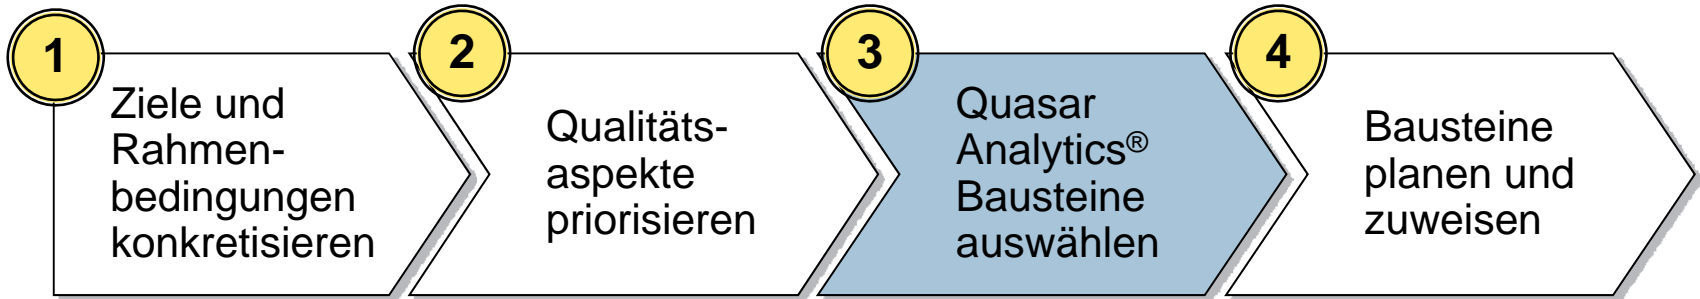 1
Ziele und
Rahmen-
bedingungen
konkretisieren
2
Qualitäts-
aspekte
priorisieren
3
Quasar
Analytics®
Bausteine
auswählen
4
Bausteine
planen und
zuweisen